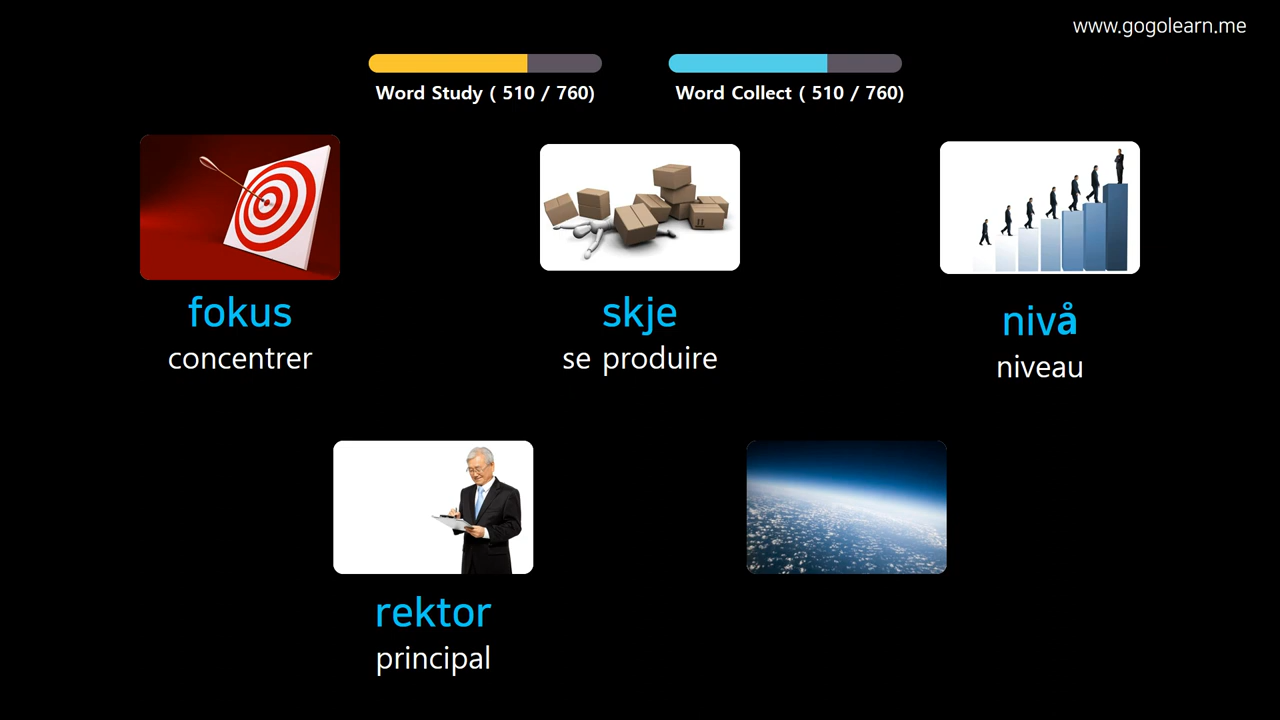 www.gogolearn.me
Word Study ( 510 / 760)
Word Collect ( 510 / 760)
fokus
concentrer
skje
se produire
nivå
niveau
rektor
principal